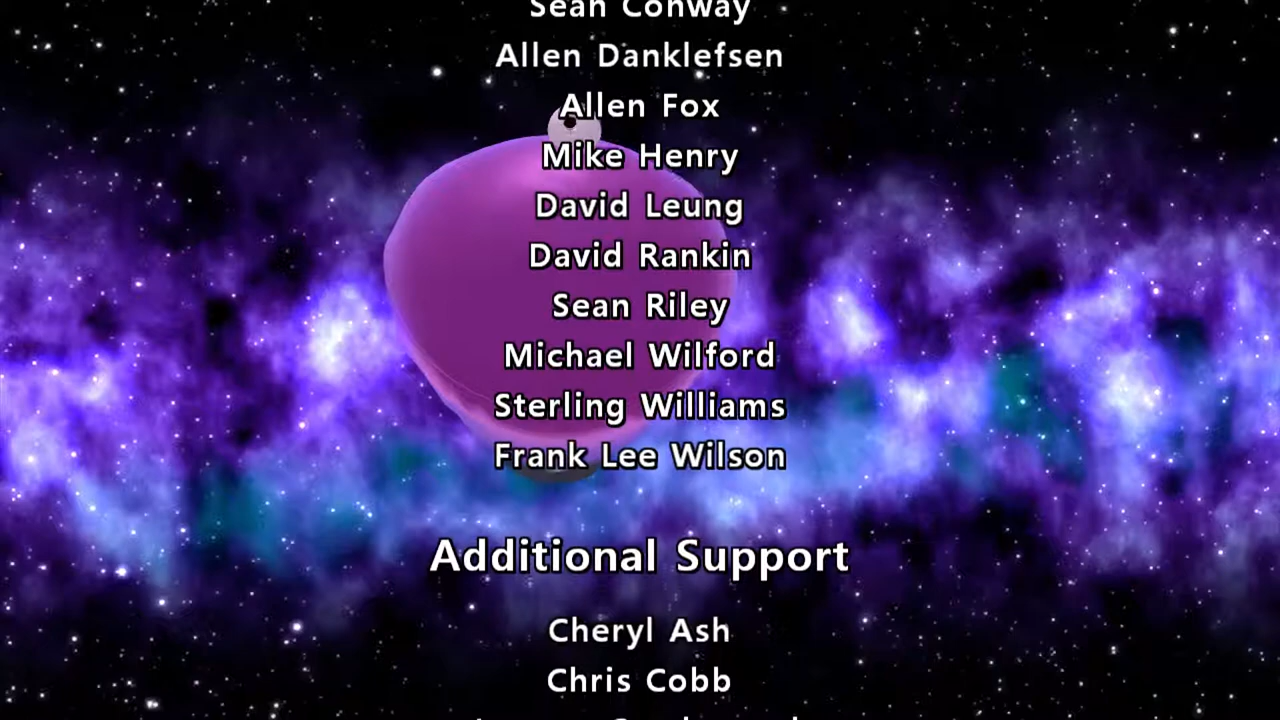 Sean Conway
Allen Danklefsen
Allen Fox
Mike Henry
David Leung
David Rankin
Sean Riley
Michael Wilford
Sterling Williams
Frank Lee Wilson
Additional Support
Cheryl Ash
Chris Cobb